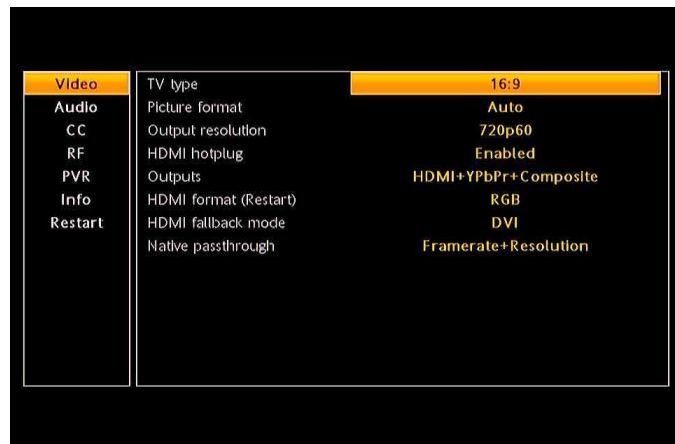 Video TV type 16:9
Audio Picture format Auto
CC Output resolution 720p60
RF HDMI hotplug Enabled
PVR Outputs HDMI+YPbPr+Composite
Info HDMI format (Restart) RGB
Restart HDMI fallback mode DVI
Native passthrough Framerate+Resolution